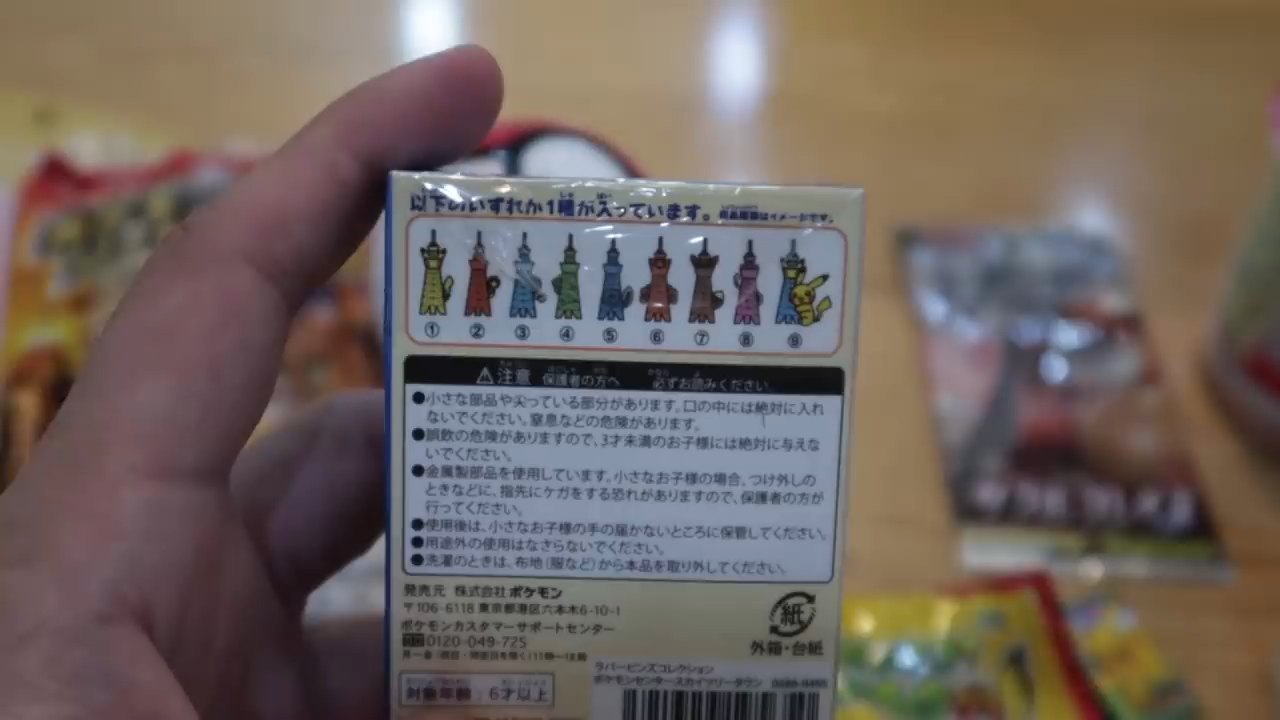 以下のいずれか1種が入っています。
① ② ③ ④ ⑤ ⑥ ⑦ ⑧ ⑨
⚠注意 保護者の方へ 必ずお読みください。
●小さな部品や尖っている部分があります。口の中には絶対に入れ
ないでください。窒息などの危険があります。
●誤飲の危険がありますので、3才未満のお子様には絶対に与えな
いでください。
●金属製部品を使用しています。小さなお子様の場合、つけ外しの
ときなどに、指先にケガをする恐れがありますので、保護者の方が
行ってください。
●使用後は、小さなお子様の手の届かないところに保管してください。
●用途外の使用はなさらないでください。
●洗濯のときは、布地(服など)から本品を取り外してください。
発売元 株式会社ポケモン
〒106-6118 東京都港区六本木6-10-1
ポケモンカスタマーサポートセンター
0120-049-725
紙
外箱・台紙
対象年齢 6才以上
ラバーピンズコレクション
ポケモンセンタースカイツリータウン